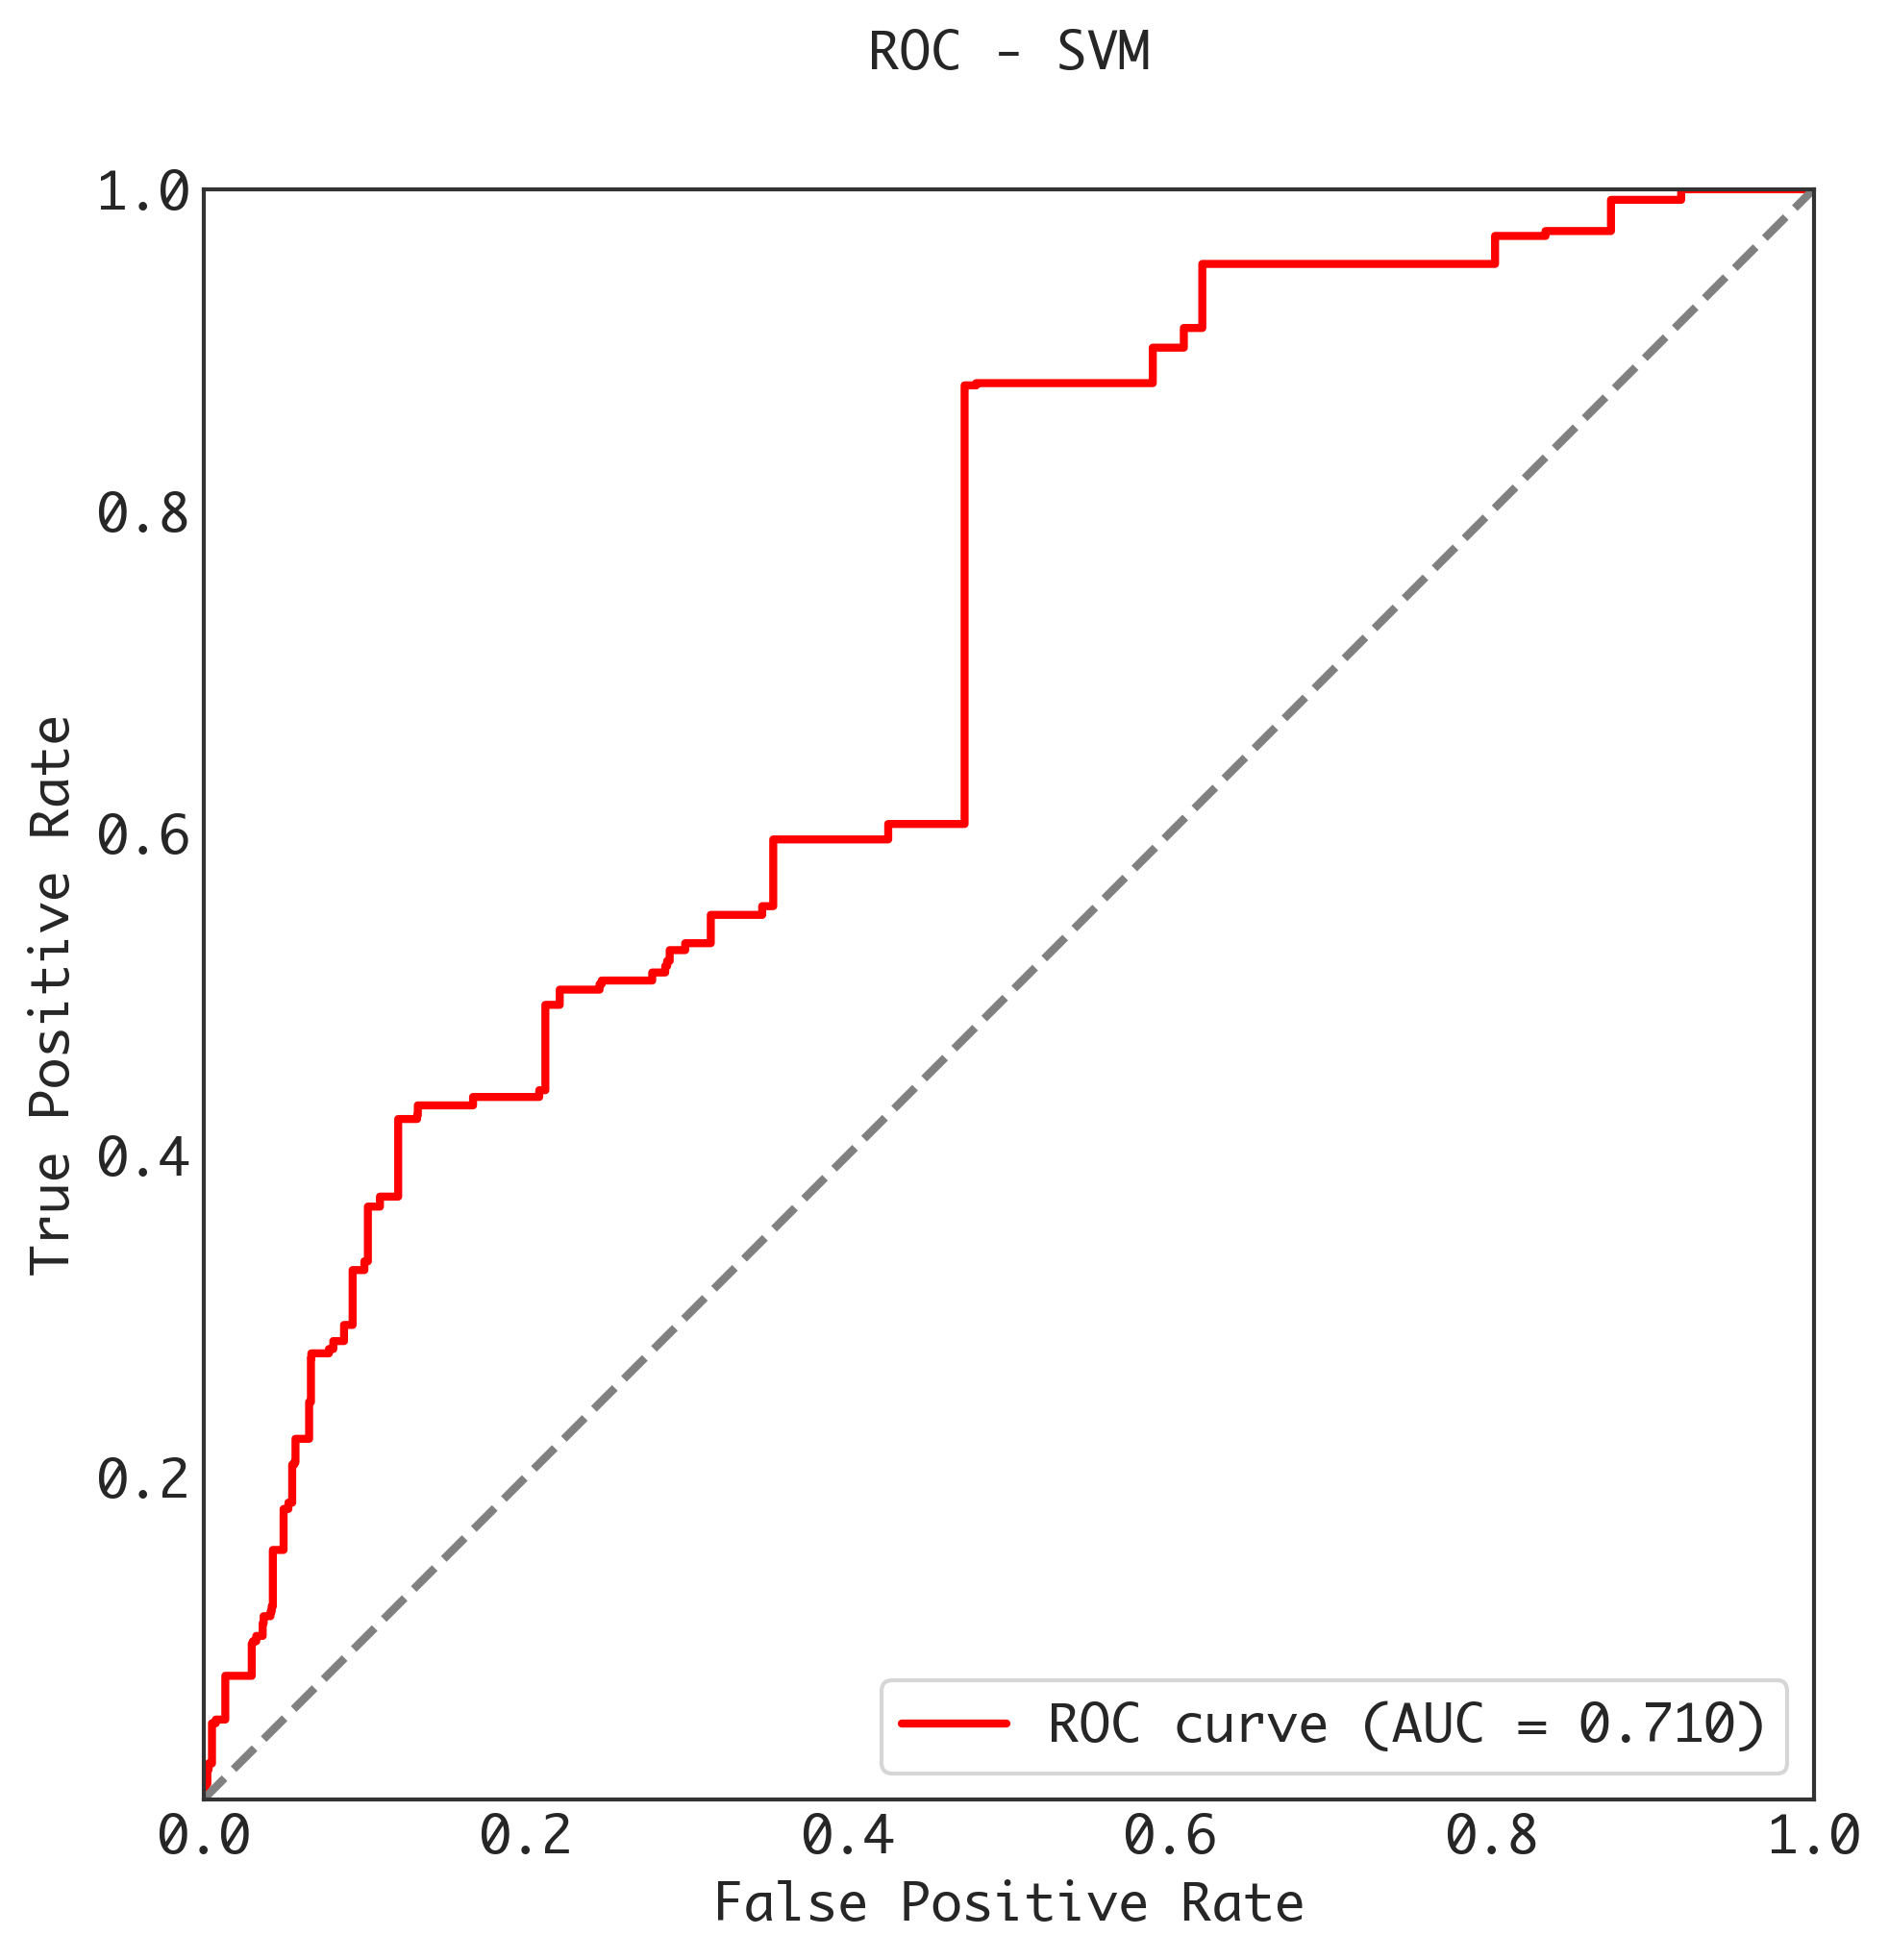 ROC - SVM
1.0
0.8
0.6
0.4
0.2
True Positive Rate
ROC curve (AUC = 0.710)
0.0 0.2 0.4 0.6 0.8 1.0
False Positive Rate